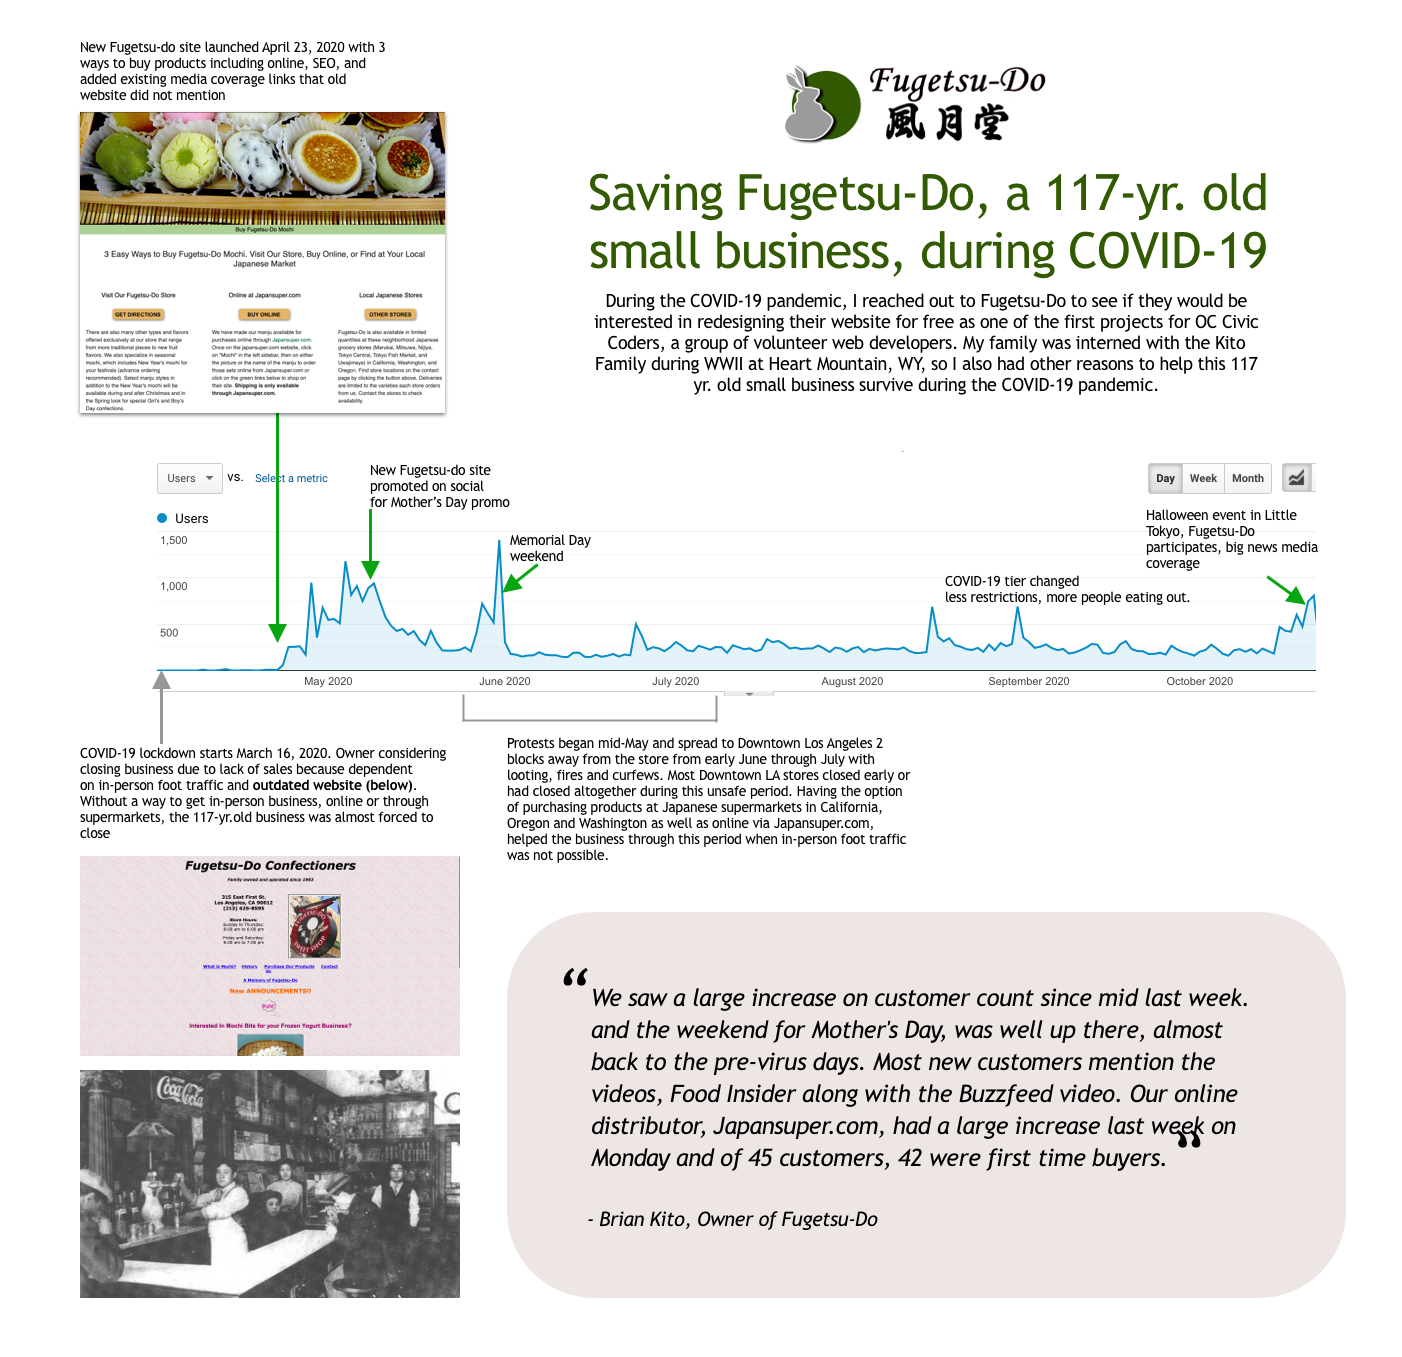 New Fugetsu-do site launched April 23, 2020 with 3
ways to buy products including online, SEO, and
added existing media coverage links that old
website did not mention
Buy Fugetsu-Do Mochi
3 Easy Ways to Buy Fugetsu-Do Mochi. Visit Our Store, Buy Online, or Find at Your Local
Japanese Market
Visit Our Fugetsu-Do Store
GET DIRECTIONS
There are also many other types and flavors
offered exclusively at our store that range
from more traditional pieces to new fruit
flavors. We also specialize in seasonal
mochi, which includes New Year's mochi for
your festivals (advance ordering
recommended). Select manju styles in
addition to the New Year's mochi will be
available during and after Christmas and in
the Spring look for special Girl's and Boy's
Day confections.
Online at Japansuper.com
BUY ONLINE
We have made our manju available for
purchases online through Japansuper.com.
Once on the japansuper.com website, click
on "Mochi" in the left sidebar, then on either
the picture or the name of the manju to order
those sets online from Japansuper.com or
click on the green links below to shop on
their site. Shipping is only available
through Japansuper.com.
Local Japanese Stores
OTHER STORES
Fugetsu-Do is also available in limited
quantities at these neighborhood Japanese
grocery stores (Marukai, Mitsuwa, Nijiya,
Tokyo Central, Tokyo Fish Market, and
Uwajimaya) in California, Washington, and
Oregon. Find store locations on the contact
page by clicking the button above. Deliveries
are limited to the varieties each store orders
from us. Contact the stores to check
availability.
Fugetsu-Do
風月堂
Saving Fugetsu-Do, a 117-yr. old
small business, during COVID-19
During the COVID-19 pandemic, I reached out to Fugetsu-Do to see if they would be
interested in redesigning their website for free as one of the first projects for OC Civic
Coders, a group of volunteer web developers. My family was interned with the Kito
Family during WWII at Heart Mountain, WY, so I also had other reasons to help this 117
yr. old small business survive during the COVID-19 pandemic.
Users
vs.
Select a metric
New Fugetsu-do site
promoted on social
for Mother's Day promo
Day
Week
Month
Users
1,500
1,000
500
Memorial Day
weekend
COVID-19 tier changed
less restrictions, more people eating out.
Halloween event in Little
Tokyo, Fugetsu-Do
participates, big news media
coverage
May 2020
June 2020
July 2020
August 2020
September 2020
October 2020
COVID-19 lockdown starts March 16, 2020. Owner considering
closing business due to lack of sales because dependent
on in-person foot traffic and outdated website (below).
Without a way to get in-person business, online or through
supermarkets, the 117-yr.old business was almost forced to
close
Protests began mid-May and spread to Downtown Los Angeles 2
blocks away from the store from early June through July with
looting, fires and curfews. Most Downtown LA stores closed early or
had closed altogether during this unsafe period. Having the option
of purchasing products at Japanese supermarkets in California,
Oregon and Washington as well as online via Japansuper.com,
helped the business through this period when in-person foot traffic
was not possible.
Fugetsu-Do Confectioners
Family owned and operated since 1903
315 East First St.
Los Angeles, CA 90012
(213) 625-8595
Store Hours:
Sunday to Thursday:
8:00 am to 6:00 pm
Friday and Saturday:
8:00 am to 7:00 pm
FUGETSU-DO
SWEET SHOP
What is Mochi? History Purchase Our Products Contact
Us
A Memory of Fugetsu-Do
New ANNOUNCEMENTS!!!
Interested in Mochi Bits for your Frozen Yogurt Business?
DRINK
Coca-Cola
“We saw a large increase on customer count since mid last week.
and the weekend for Mother's Day, was well up there, almost
back to the pre-virus days. Most new customers mention the
videos, Food Insider along with the Buzzfeed video. Our online
distributor, Japansuper.com, had a large increase last week on
Monday and of 45 customers, 42 were first time buyers.”
- Brian Kito, Owner of Fugetsu-Do